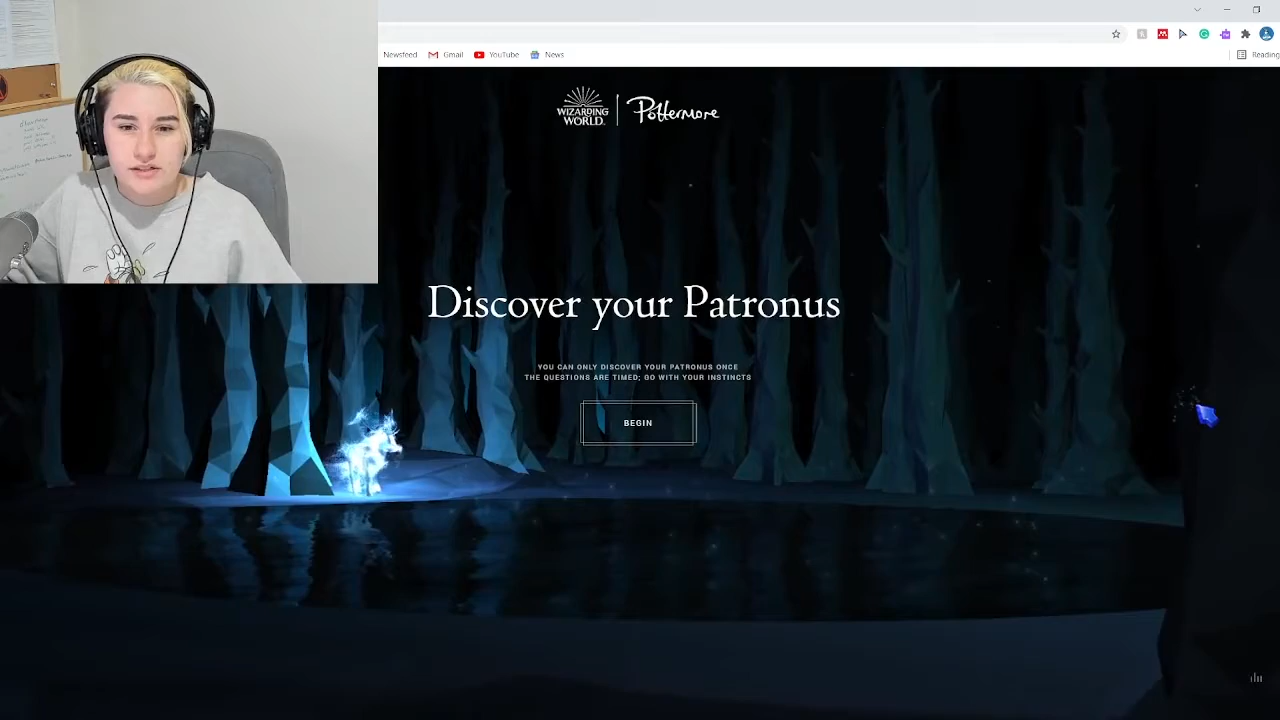 Newsfeed Gmail YouTube News Reading
WIZARDING
WORLD
Pottermore
Discover your Patronus
YOU CAN ONLY DISCOVER YOUR PATRONUS ONCE
THE QUESTIONS ARE TIMED; GO WITH YOUR INSTINCTS
BEGIN